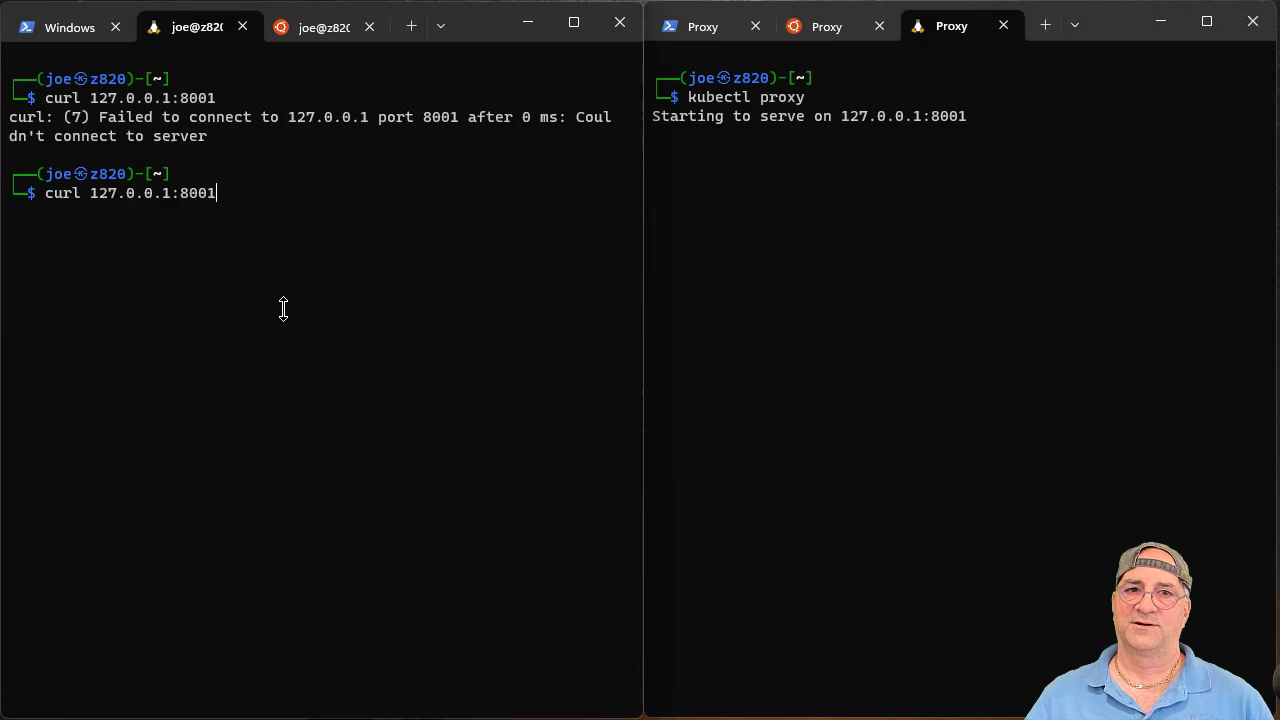 Windows
joe@z820
joe@z820
┌──(joe㉿z820)-[~]
└─$ curl 127.0.0.1:8001
curl: (7) Failed to connect to 127.0.0.1 port 8001 after 0 ms: Coul
dn't connect to server
┌──(joe㉿z820)-[~]
└─$ curl 127.0.0.1:8001
Proxy
Proxy
Proxy
┌──(joe㉿z820)-[~]
└─$ kubectl proxy
Starting to serve on 127.0.0.1:8001